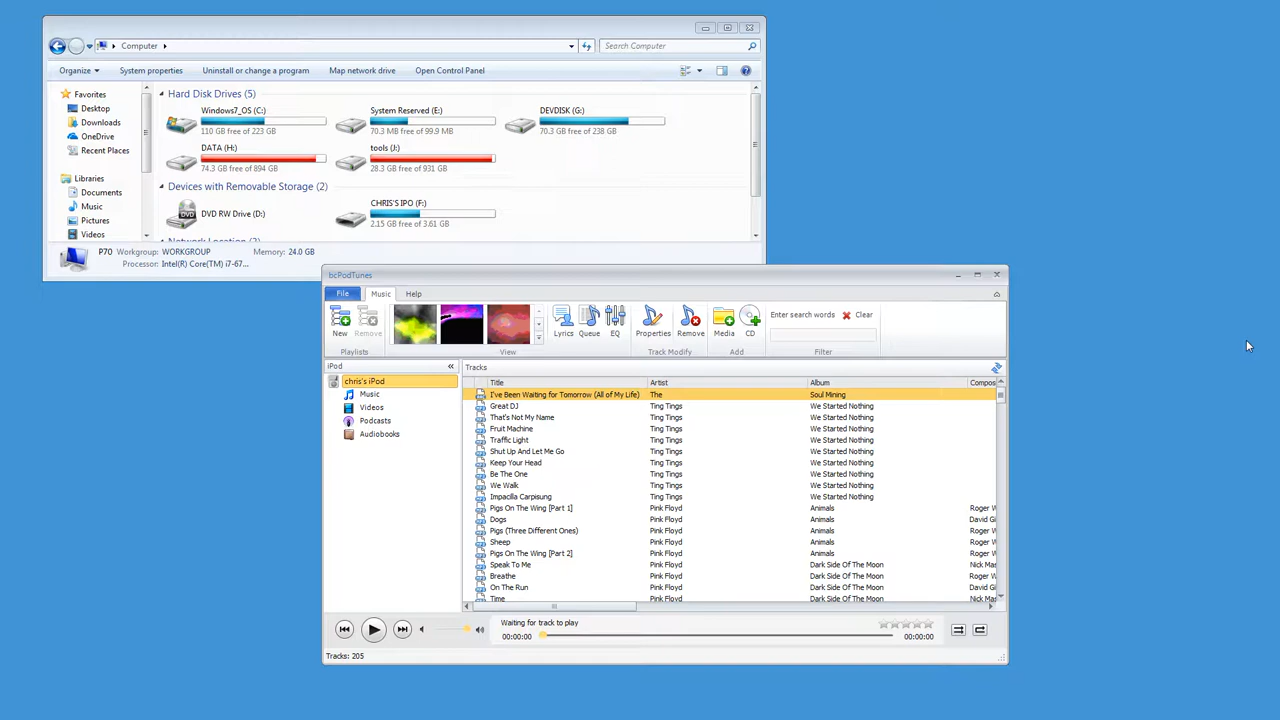 Computer
Search Computer
Organize
System properties
Uninstall or change a program
Map network drive
Open Control Panel
Favorites
Desktop
Downloads
OneDrive
Recent Places
Libraries
Documents
Music
Pictures
Videos
Hard Disk Drives (5)
Windows7_OS (C:)
110 GB free of 223 GB
System Reserved (E:)
70.3 MB free of 99.9 MB
DEVDISK (G:)
70.3 GB free of 238 GB
DATA (H:)
74.3 GB free of 894 GB
tools (J:)
28.3 GB free of 931 GB
Devices with Removable Storage (2)
DVD RW Drive (D:)
CHRIS'S IPO (F:)
2.15 GB free of 3.61 GB
P70 Workgroup: WORKGROUP Memory: 24.0 GB
Processor: Intel(R) Core(TM) i7-67...
bcPodTunes
File Music Help
New Remove
Playlists
View
Lyrics Queue EQ
Properties Remove
Track Modify
Media CD
Add
Enter search words Clear
Filter
iPod «
chris's iPod
Music
Videos
Podcasts
Audiobooks
Tracks
Title Artist Album Compos
I've Been Waiting for Tomorrow (All of My Life) The Soul Mining
Great DJ Ting Tings We Started Nothing
That's Not My Name Ting Tings We Started Nothing
Fruit Machine Ting Tings We Started Nothing
Traffic Light Ting Tings We Started Nothing
Shut Up And Let Me Go Ting Tings We Started Nothing
Keep Your Head Ting Tings We Started Nothing
Be The One Ting Tings We Started Nothing
We Walk Ting Tings We Started Nothing
Impacilla Carpisung Ting Tings We Started Nothing
Pigs On The Wing [Part 1] Pink Floyd Animals Roger W
Dogs Pink Floyd Animals David Gi
Pigs (Three Different Ones) Pink Floyd Animals Roger W
Sheep Pink Floyd Animals Roger W
Pigs On The Wing [Part 2] Pink Floyd Animals Roger W
Speak To Me Pink Floyd Dark Side Of The Moon Nick Mas
Breathe Pink Floyd Dark Side Of The Moon Roger W
On The Run Pink Floyd Dark Side Of The Moon David Gi
Time Pink Floyd Dark Side Of The Moon Nick Mas
Waiting for track to play
00:00:00 00:00:00
Tracks: 205